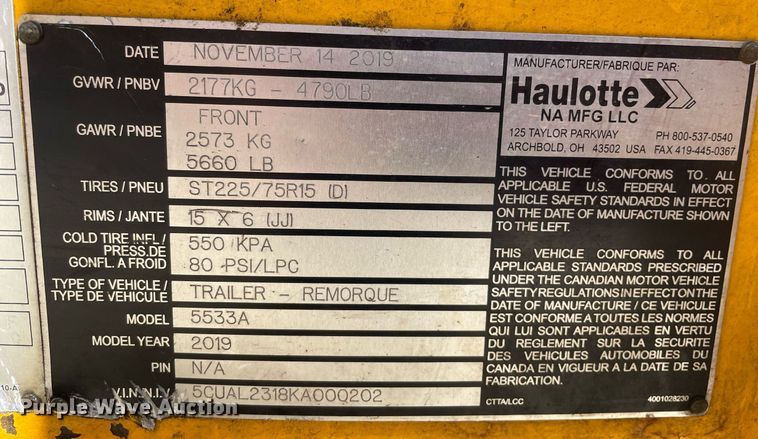 DATE NOVEMBER 14 2019
GVWR / PNBV 2177KG - 4790LB
GAWR / PNBE FRONT
2573 KG
5660 LB
TIRES / PNEU ST225/75R15 (D)
RIMS / JANTE 15 X 6 (JJ)
COLD TIRE INFL / 550 KPA
PRESS.DE
GONFL. A FROID 80 PSI/LPC
TYPE OF VEHICLE / TRAILER - REMORQUE
TYPE DE VEHICULE
MODEL 5533A
MODEL YEAR 2019
PIN N/A
V.I.N./N.I.V. 5CUAL2318KA000202
MANUFACTURER/FABRIQUE PAR:
Haulotte
NA MFG LLC
125 TAYLOR PARKWAY PH 800-537-0540
ARCHBOLD, OH 43502 USA FAX 419-445-0367
THIS VEHICLE CONFORMS TO ALL
APPLICABLE U.S. FEDERAL MOTOR
VEHICLE SAFETY STANDARDS IN EFFECT
ON THE DATE OF MANUFACTURE SHOWN
TO THE LEFT.
THIS VEHICLE CONFORMS TO ALL
APPLICABLE STANDARDS PRESCRIBED
UNDER THE CANADIAN MOTOR VEHICLE
SAFETY REGULATIONS IN EFFECT ON THE
DATE OF MANUFACTURE / CE VEHICULE
EST CONFORME A TOUTES LES NORMES
QUI LUI SONT APPLICABLES EN VERTU
DU REGLEMENT SUR LA SECURITE
DES VEHICULES AUTOMOBILES DU
CANADA EN VIGUEUR A LA DATE DE SA
FABRICATION.
CTTA/LCC 4001028230
10-A
Purple Wave Auction